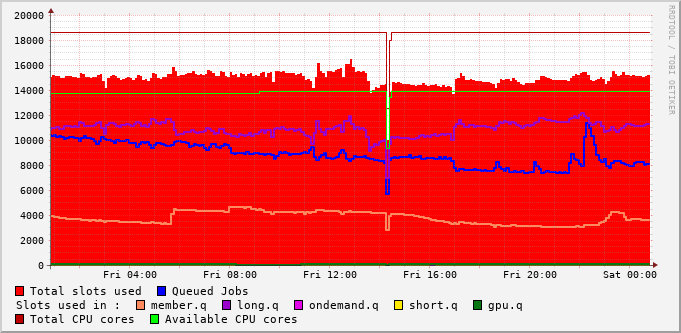 20000
18000
16000
14000
12000
10000
8000
6000
4000
2000
0
Fri 04:00 Fri 08:00 Fri 12:00 Fri 16:00 Fri 20:00 Sat 00:00
RRDTOOL / TOBI OETIKER
Total slots used Queued Jobs
Slots used in : member.q long.q ondemand.q short.q gpu.q
Total CPU cores Available CPU cores